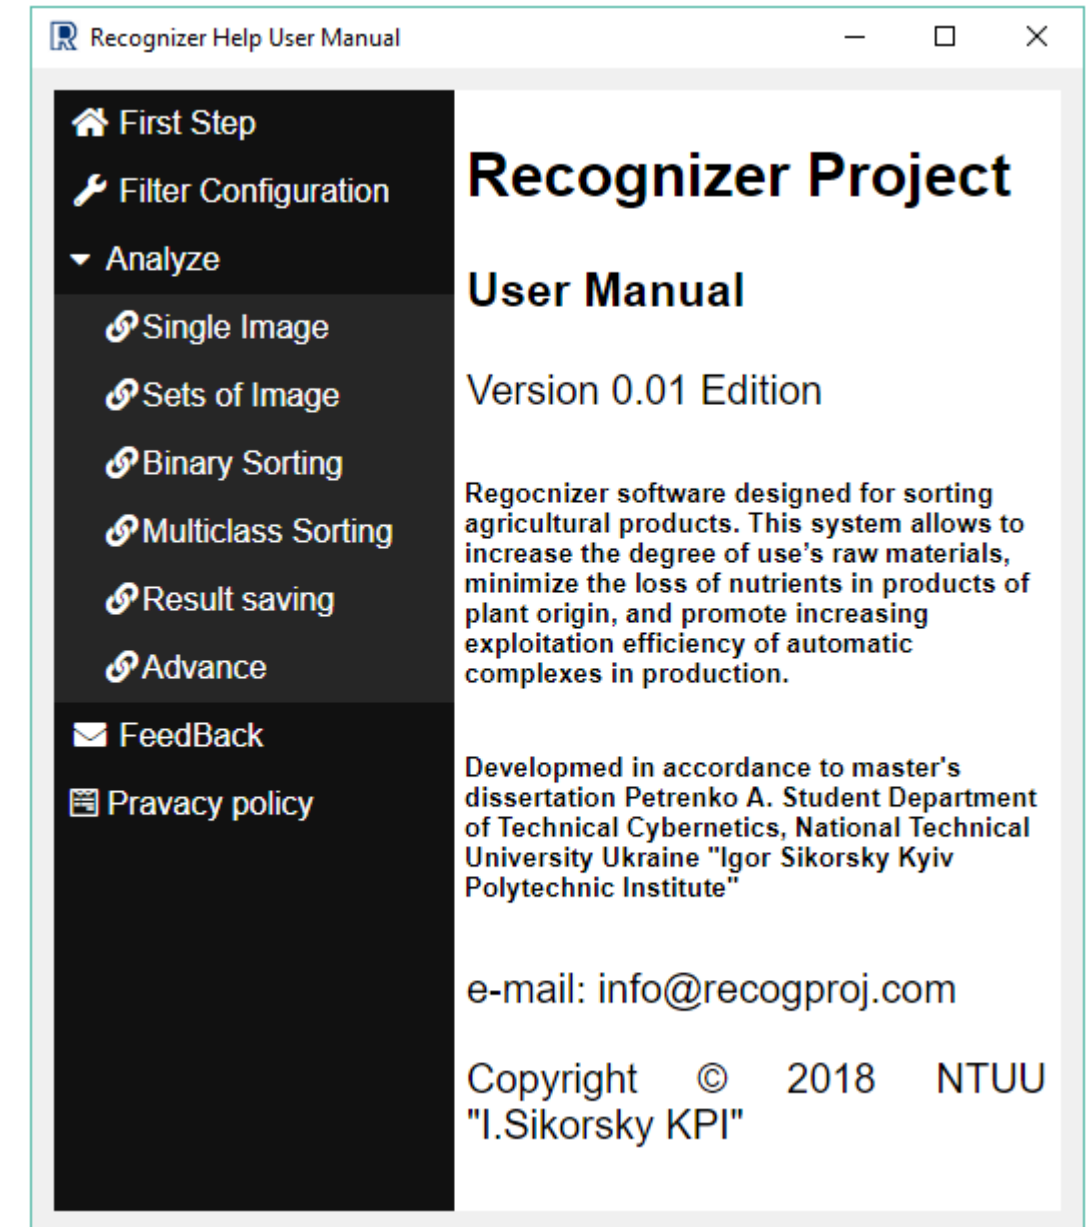 Recognizer Help User Manual
First Step
Filter Configuration
Analyze
Single Image
Sets of Image
Binary Sorting
Multiclass Sorting
Result saving
Advance
FeedBack
Pravacy policy
Recognizer Project
User Manual
Version 0.01 Edition
Regocnizer software designed for sorting
agricultural products. This system allows to
increase the degree of use’s raw materials,
minimize the loss of nutrients in products of
plant origin, and promote increasing
exploitation efficiency of automatic
complexes in production.
Developmed in accordance to master's
dissertation Petrenko A. Student Department
of Technical Cybernetics, National Technical
University Ukraine "Igor Sikorsky Kyiv
Polytechnic Institute"
e-mail: info@recogproj.com
Copyright © 2018 NTUU
"I.Sikorsky KPI"